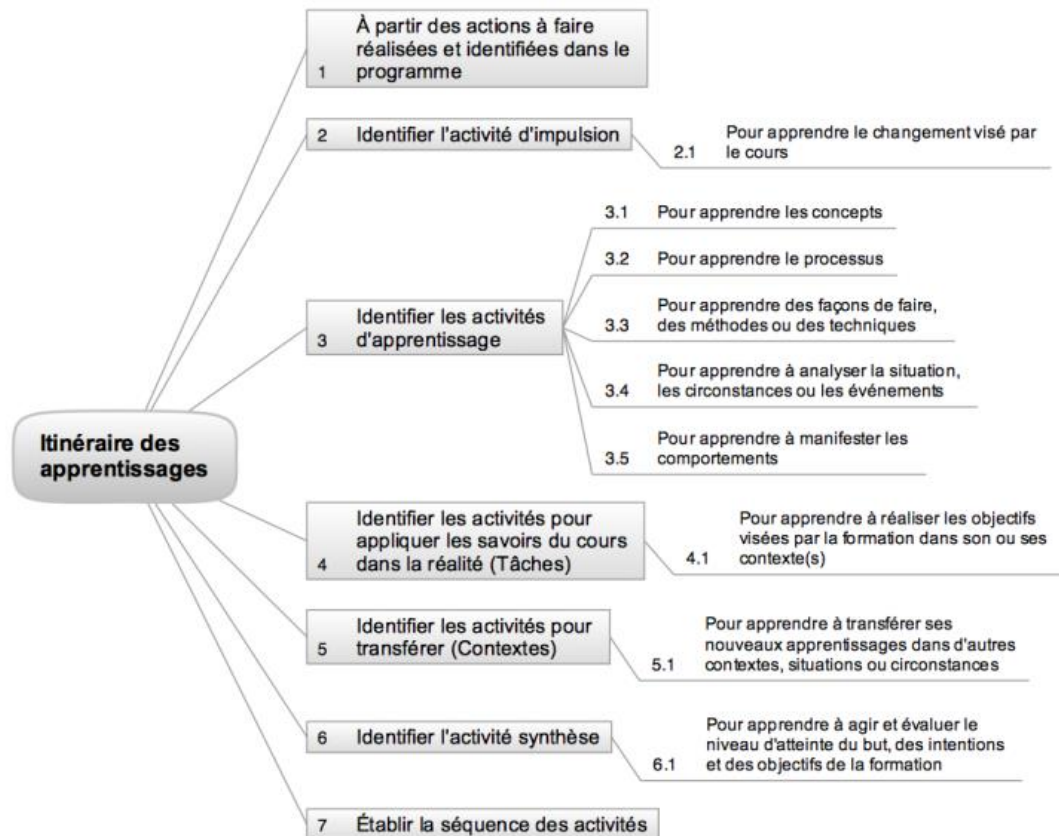 À partir des actions à faire
réalisées et identifiées dans le
1 programme
2 Identifier l'activité d'impulsion
Pour apprendre le changement visé par
2.1 le cours
3.1 Pour apprendre les concepts
3.2 Pour apprendre le processus
Identifier les activités
3 d'apprentissage
Pour apprendre des façons de faire,
3.3 des méthodes ou des techniques
Pour apprendre à analyser la situation,
3.4 les circonstances ou les événements
Pour apprendre à manifester les
3.5 comportements
Itinéraire des
apprentissages
Identifier les activités pour
appliquer les savoirs du cours
4 dans la réalité (Tâches)
Pour apprendre à réaliser les objectifs
visées par la formation dans son ou ses
4.1 contexte(s)
Identifier les activités pour
5 transférer (Contextes)
Pour apprendre à transférer ses
nouveaux apprentissages dans d'autres
5.1 contextes, situations ou circonstances
6 Identifier l'activité synthèse
Pour apprendre à agir et évaluer le
niveau d'atteinte du but, des intentions
6.1 et des objectifs de la formation
7 Établir la séquence des activités